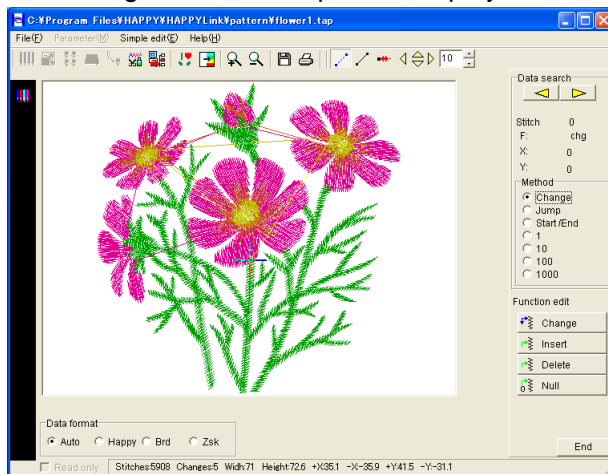 C:¥Program Files¥HAPPY¥HAPPYLink¥pattern¥flower1.tap
File(F) Parameter(M) Simple edit(E) Help(H)
10
Data search
Stitch 0
F: chg
X: 0
Y: 0
Method
Change
Jump
Start/End
1
10
100
1000
Function edit
Change
Insert
Delete
Null
Data format
Auto Happy Brd Zsk
End
Read only Stitches:5908 Changes:5 Width:71 Height:72.6 +X:35.1 -X:-35.9 +Y:41.5 -Y:-31.1